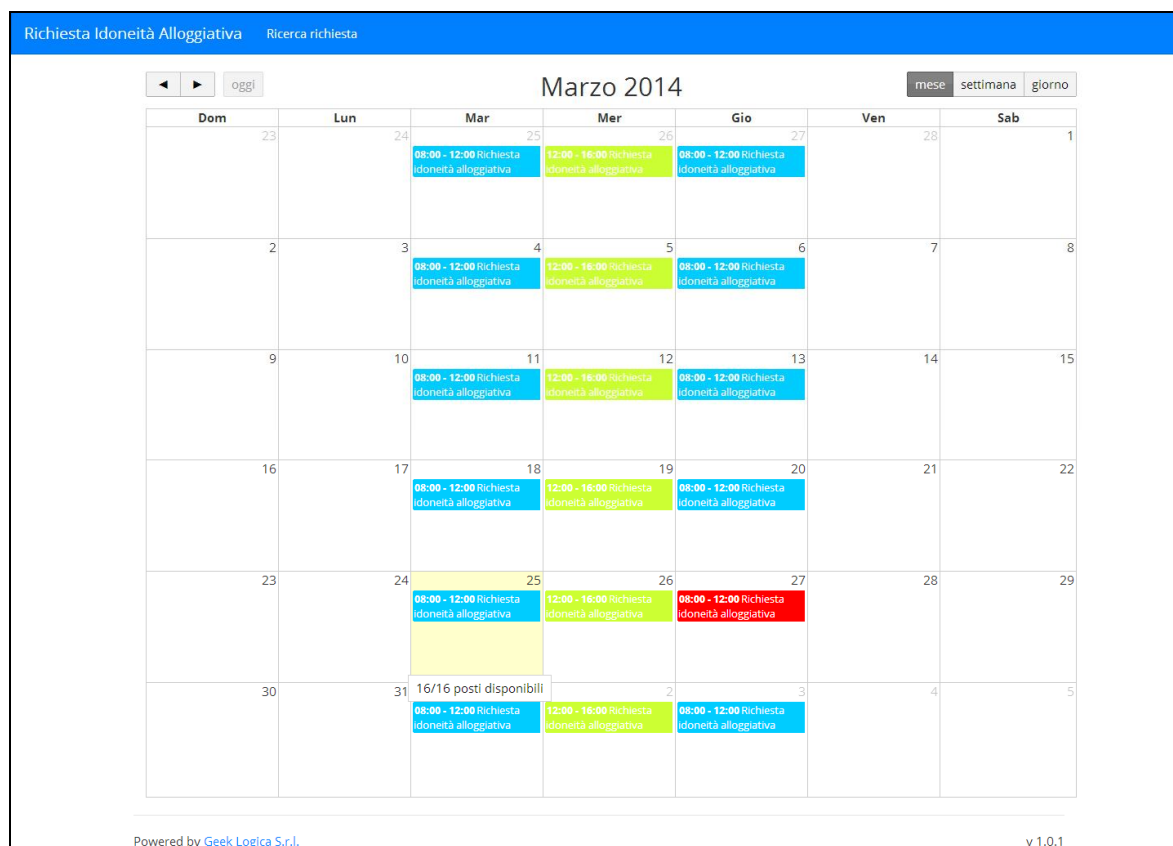 Richiesta Idoneità Alloggiativa Ricerca richiesta
◄ ► oggi Marzo 2014 mese settimana giorno
Dom Lun Mar Mer Gio Ven Sab
23 24 25 26 27 28 1
08:00 - 12:00 Richiesta 12:00 - 16:00 Richiesta 08:00 - 12:00 Richiesta
idoneità alloggiativa idoneità alloggiativa idoneità alloggiativa
2 3 4 5 6 7 8
08:00 - 12:00 Richiesta 12:00 - 16:00 Richiesta 08:00 - 12:00 Richiesta
idoneità alloggiativa idoneità alloggiativa idoneità alloggiativa
9 10 11 12 13 14 15
08:00 - 12:00 Richiesta 12:00 - 16:00 Richiesta 08:00 - 12:00 Richiesta
idoneità alloggiativa idoneità alloggiativa idoneità alloggiativa
16 17 18 19 20 21 22
08:00 - 12:00 Richiesta 12:00 - 16:00 Richiesta 08:00 - 12:00 Richiesta
idoneità alloggiativa idoneità alloggiativa idoneità alloggiativa
23 24 25 26 27 28 29
08:00 - 12:00 Richiesta 12:00 - 16:00 Richiesta 08:00 - 12:00 Richiesta
idoneità alloggiativa idoneità alloggiativa idoneità alloggiativa
30 31 16/16 posti disponibili 2 3 4 5
08:00 - 12:00 Richiesta 12:00 - 16:00 Richiesta 08:00 - 12:00 Richiesta
idoneità alloggiativa idoneità alloggiativa idoneità alloggiativa
Powered by Geek Logica S.r.l. v 1.0.1